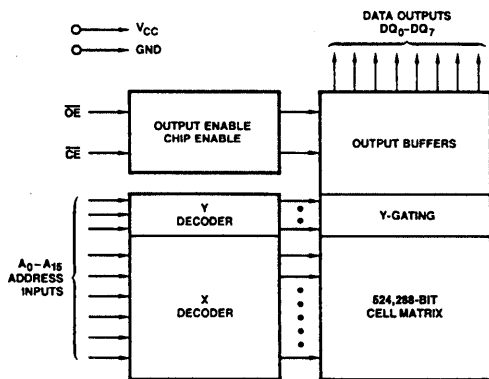 VCC
GND
DATA OUTPUTS
DQ0-DQ7
OE
CE
OUTPUT ENABLE
CHIP ENABLE
OUTPUT BUFFERS
Y
DECODER
Y-GATING
A0-A15
ADDRESS
INPUTS
X
DECODER
524,288-BIT
CELL MATRIX